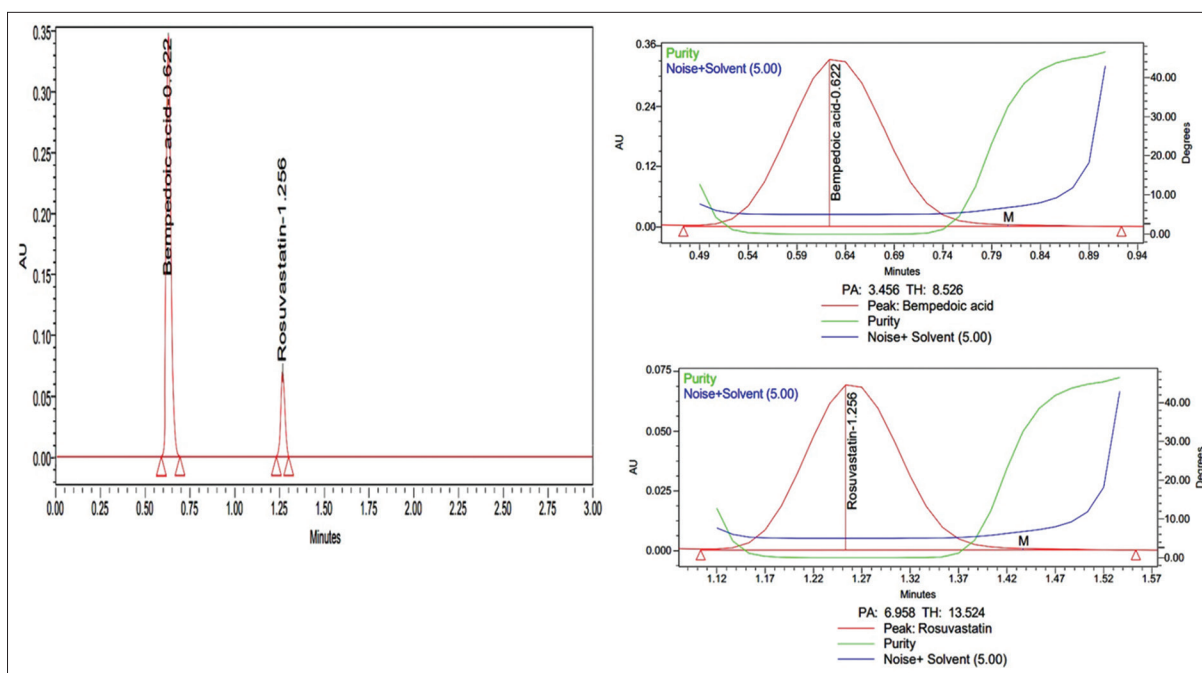 0.35
0.30
0.25
0.20
0.15
0.10
0.05
0.00
AU
Bempedoic acid-0.622
Rosuvastatin-1.256
0.00 0.25 0.50 0.75 1.00 1.25 1.50 1.75 2.00 2.25 2.50 2.75 3.00
Minutes
Purity
Noise+Solvent (5.00)
0.36
0.24
0.12
0.00
AU
Bempedoic acid-0.622
M
40.00
30.00
20.00
10.00
0.00
Degrees
0.49 0.54 0.59 0.64 0.69 0.74 0.79 0.84 0.89 0.94
Minutes
PA: 3.456 TH: 8.526
Peak: Bempedoic acid
Purity
Noise+ Solvent (5.00)
Purity
Noise+Solvent (5.00)
0.075
0.050
0.025
0.000
AU
Rosuvastatin-1.256
M
40.00
30.00
20.00
10.00
0.00
Degrees
1.12 1.17 1.22 1.27 1.32 1.37 1.42 1.47 1.52 1.57
Minutes
PA: 6.958 TH: 13.524
Peak: Rosuvastatin
Purity
Noise+ Solvent (5.00)